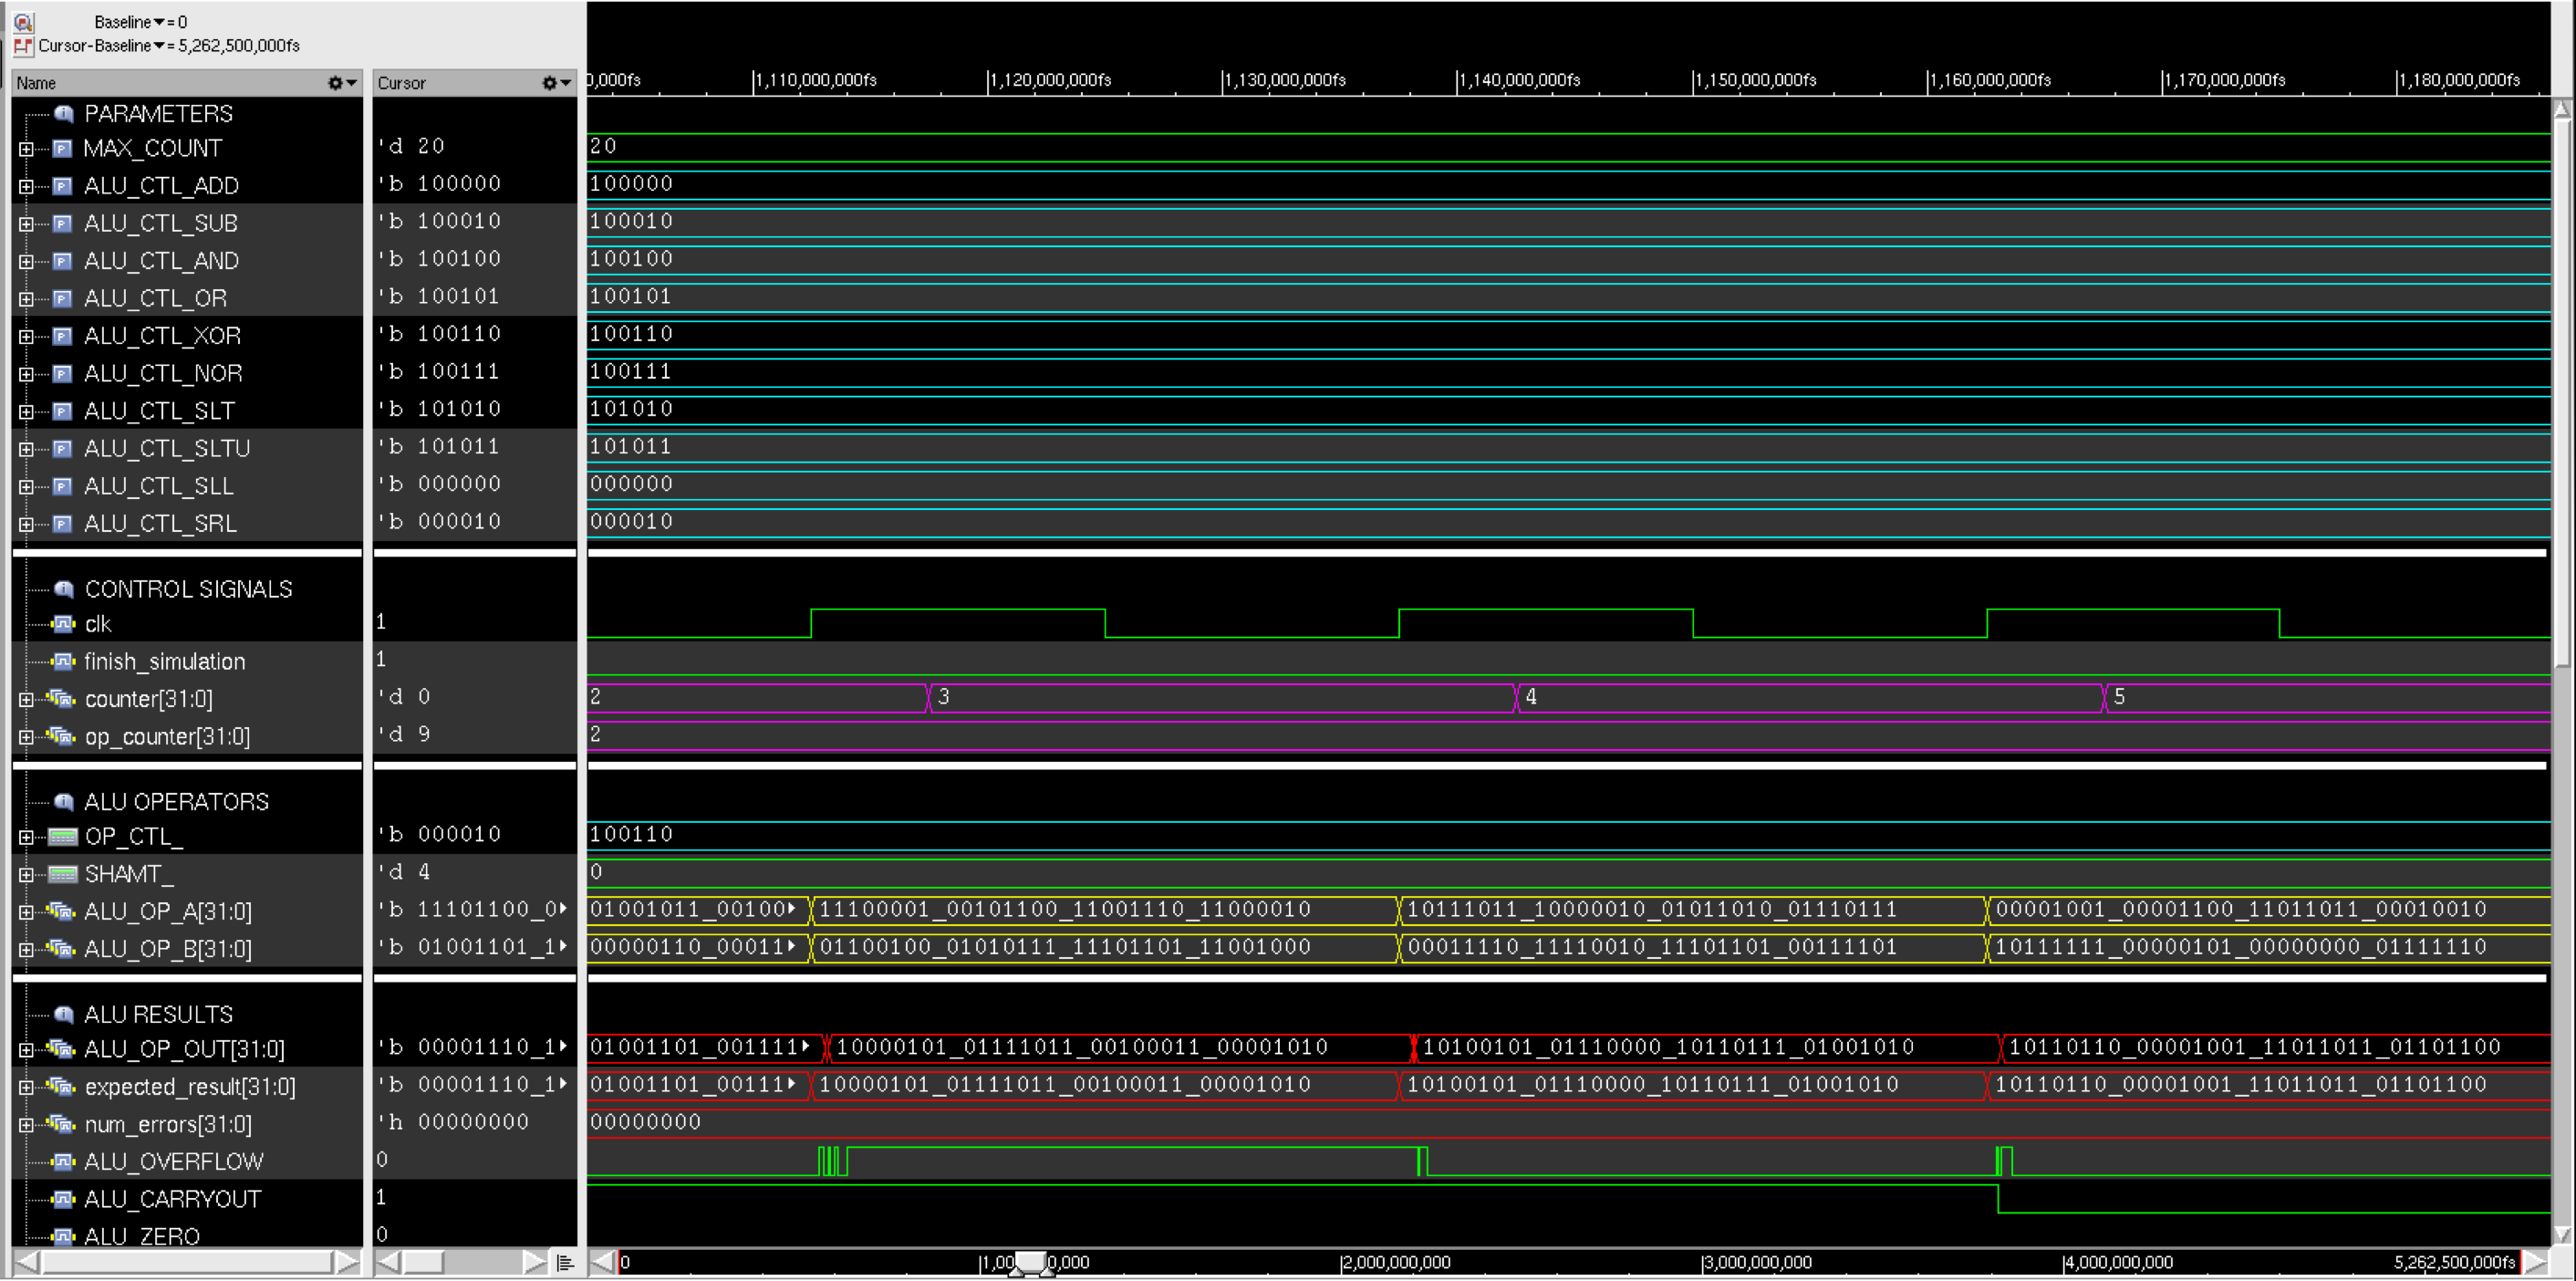 Baseline▼= 0
Cursor-Baseline▼= 5,262,500,000fs
Name Cursor 0,000fs |1,110,000,000fs |1,120,000,000fs |1,130,000,000fs |1,140,000,000fs |1,150,000,000fs |1,160,000,000fs |1,170,000,000fs |1,180,000,000fs
PARAMETERS
MAX_COUNT 'd 20 20
ALU_CTL_ADD 'b 100000 100000
ALU_CTL_SUB 'b 100010 100010
ALU_CTL_AND 'b 100100 100100
ALU_CTL_OR 'b 100101 100101
ALU_CTL_XOR 'b 100110 100110
ALU_CTL_NOR 'b 100111 100111
ALU_CTL_SLT 'b 101010 101010
ALU_CTL_SLTU 'b 101011 101011
ALU_CTL_SLL 'b 000000 000000
ALU_CTL_SRL 'b 000010 000010
CONTROL SIGNALS
clk 1
finish_simulation 1
counter[31:0] 'd 0 2 3 4 5
op_counter[31:0] 'd 9 2
ALU OPERATORS
OP_CTL_ 'b 000010 100110
SHAMT_ 'd 4 0
ALU_OP_A[31:0] 'b 11101100_0 01001011_00100 11100001_00101100_11001110_11000010 10111011_10000010_01011010_01110111 00001001_00001100_11011011_00010010
ALU_OP_B[31:0] 'b 01001101_1 00000110_00011 01100100_01010111_11101101_11001000 00011110_11110010_11101101_00111101 10111111_00000101_00000000_01111110
ALU RESULTS
ALU_OP_OUT[31:0] 'b 00001110_1 01001101_001111 10000101_01111011_00100011_00001010 10100101_01110000_10110111_01001010 10110110_00001001_11011011_01101100
expected_result[31:0] 'b 00001110_1 01001101_00111 10000101_01111011_00100011_00001010 10100101_01110000_10110111_01001010 10110110_00001001_11011011_01101100
num_errors[31:0] 'h 00000000 00000000
ALU_OVERFLOW 0
ALU_CARRYOUT 1
ALU_ZERO 0
0 |1,00 0,000 |2,000,000,000 |3,000,000,000 |4,000,000,000 5,262,500,000fs